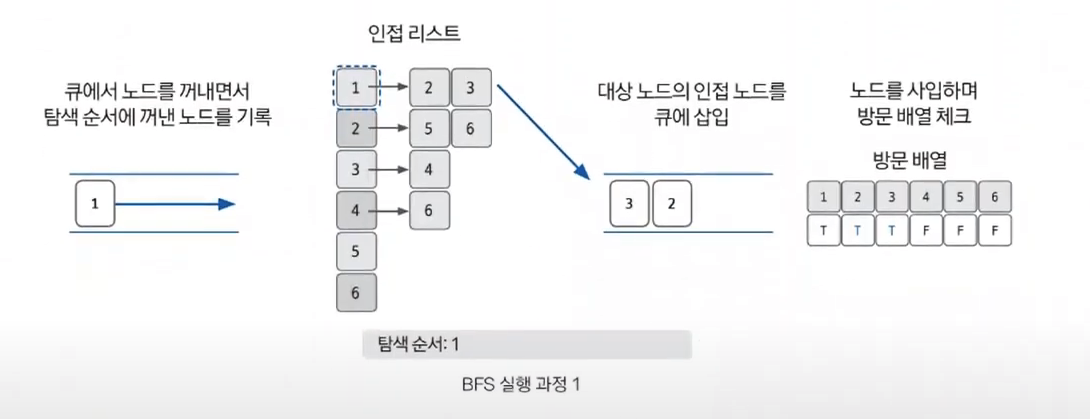 인접 리스트
큐에서 노드를 꺼내면서
탐색 순서에 꺼낸 노드를 기록
1
1 2 3
2 5 6
3 4
4 6
5
6
대상 노드의 인접 노드를
큐에 삽입
3 2
노드를 사입하며
방문 배열 체크
방문 배열
1 2 3 4 5 6
T T T F F F
탐색 순서: 1
BFS 실행 과정 1